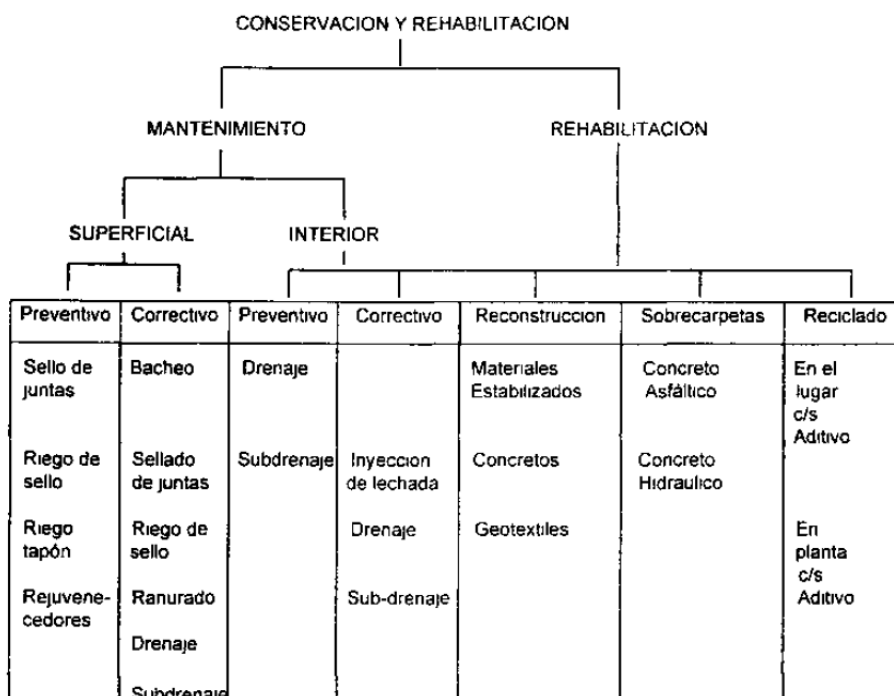 CONSERVACION Y REHABILITACION
MANTENIMIENTO REHABILITACION
SUPERFICIAL INTERIOR
Preventivo Correctivo Preventivo Correctivo Reconstruccion Sobrecarpetas Reciclado
Sello de Bacheo Drenaje Materiales Concreto En el
juntas Estabilizados Asfáltico lugar
c/s
Aditivo
Riego de Sellado Subdrenaje Inyeccion Concretos Concreto
sello de juntas de lechada Hidraulico
Riego Riego de Drenaje Geotextiles En
tapón sello planta
c/s
Rejuvene- Ranurado Sub-drenaje Aditivo
cedores
Drenaje
Subdrenaje